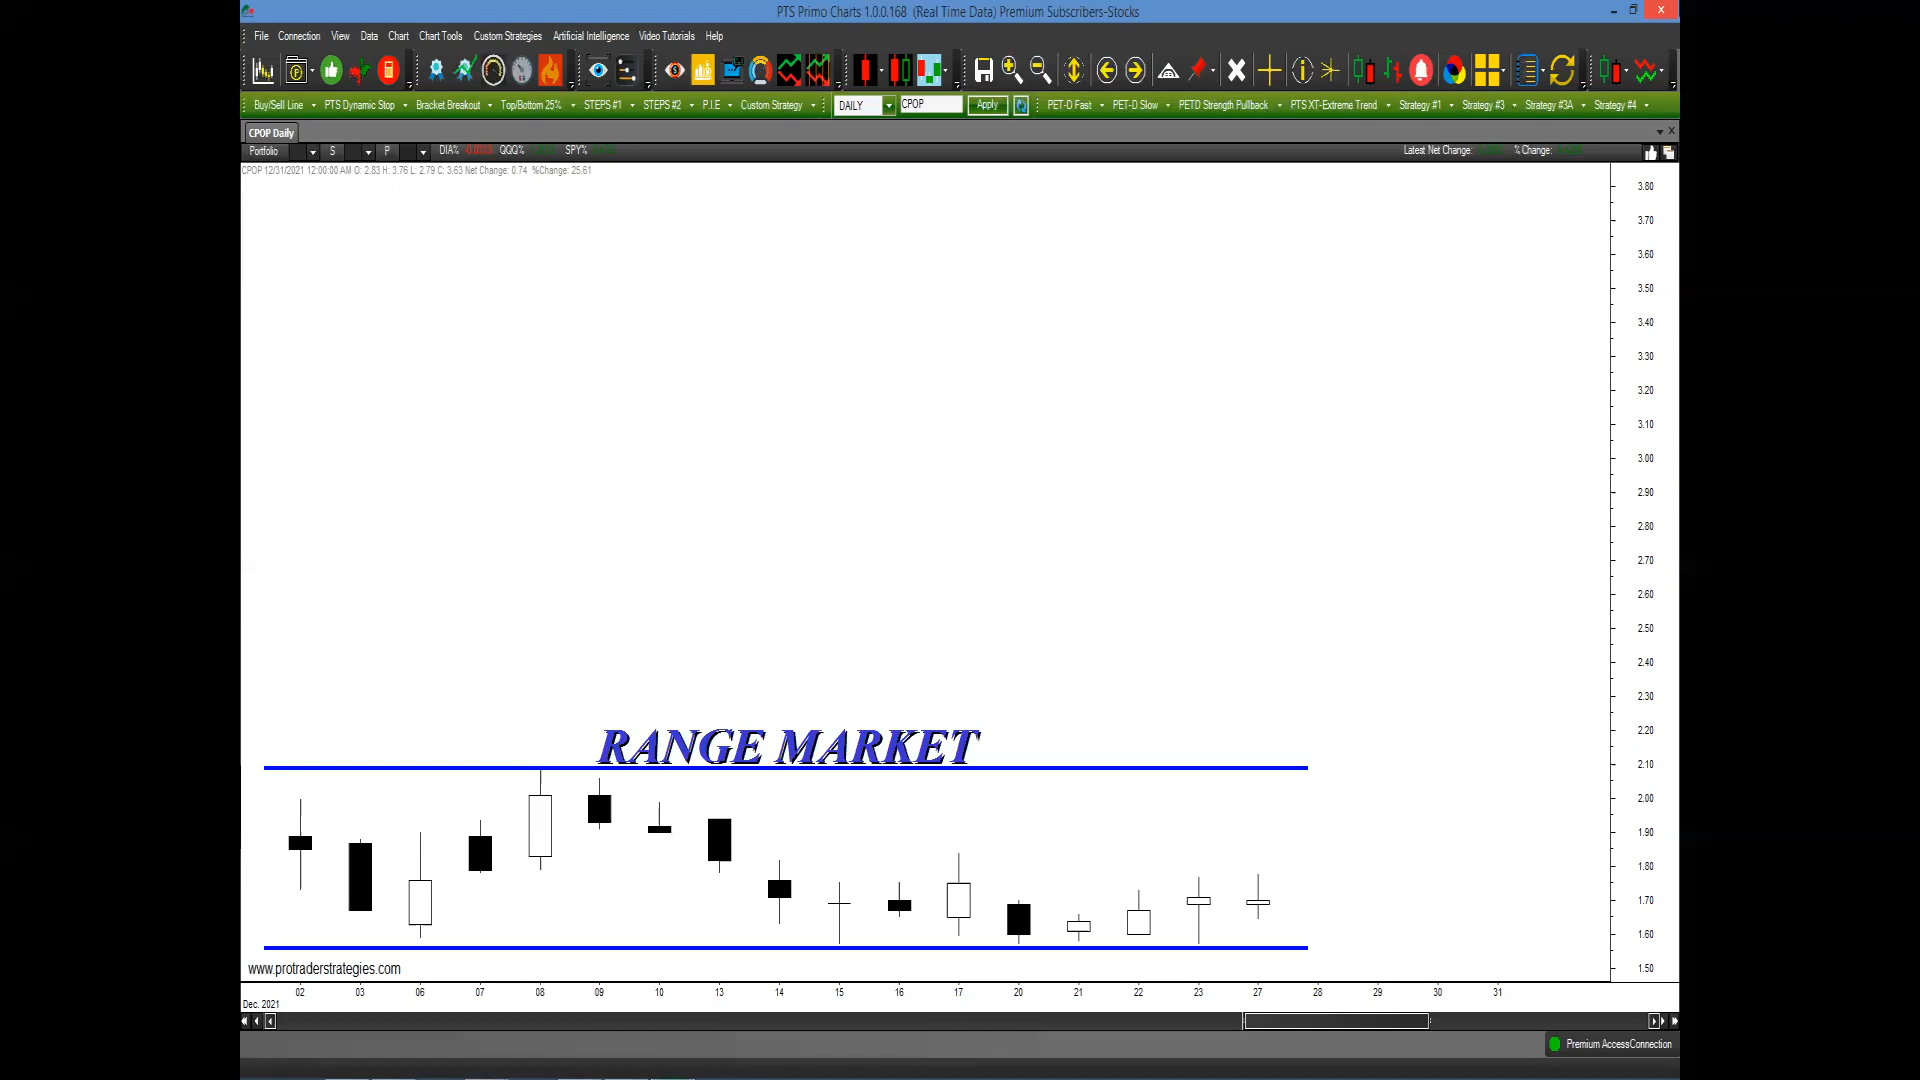 PTS Primo Charts 1.0.0.168 (Real Time Data) Premium Subscribers-Stocks
File Connection View Data Chart Chart Tools Custom Strategies Artificial Intelligence Video Tutorials Help
Buy/Sell Line PTS Dynamic Stop Bracket Breakout Top/Bottom 25% STEPS #1 STEPS #2 P.I.E Custom Strategy DAILY CPOP Apply PET-D Fast PET-D Slow PETD Strength Pullback PTS XT-Extreme Trend Strategy #1 Strategy #3 Strategy #3A Strategy #4
CPOP Daily
Portfolio S P DIA% QQQ% SPY% Latest Net Change: % Change:
CPOP 12/31/2021 12:00:00 AM O: 2.83 H: 3.76 L: 2.79 C: 3.63 Net Change: 0.74 %Change: 25.61
3.80
3.70
3.60
3.50
3.40
3.30
3.20
3.10
3.00
2.90
2.80
2.70
2.60
2.50
2.40
2.30
2.20
RANGE MARKET
2.10
2.00
1.90
1.80
1.70
1.60
1.50
www.protraderstrategies.com
02 03 06 07 08 09 10 13 14 15 16 17 20 21 22 23 27 28 29 30 31
Dec. 2021
Premium AccessConnection